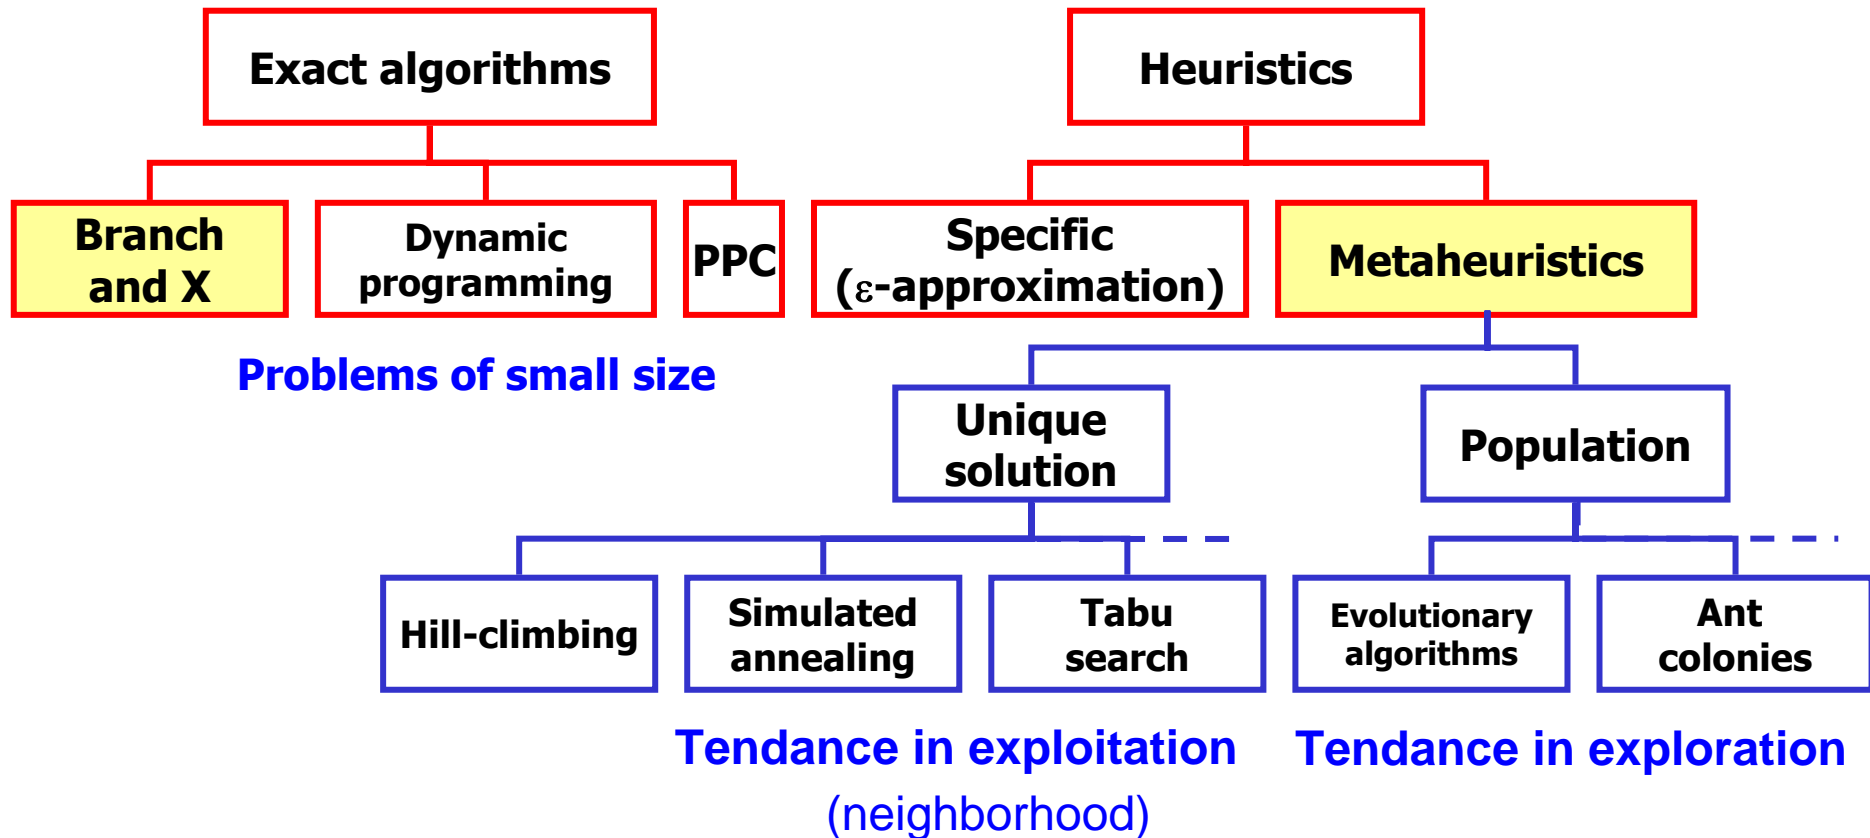 Exact algorithms
Heuristics
Branch
and X
Dynamic
programming
PPC
Specific
(ε-approximation)
Metaheuristics
Problems of small size
Unique
solution
Population
Hill-climbing
Simulated
annealing
Tabu
search
Evolutionary
algorithms
Ant
colonies
Tendance in exploitation
(neighborhood)
Tendance in exploration